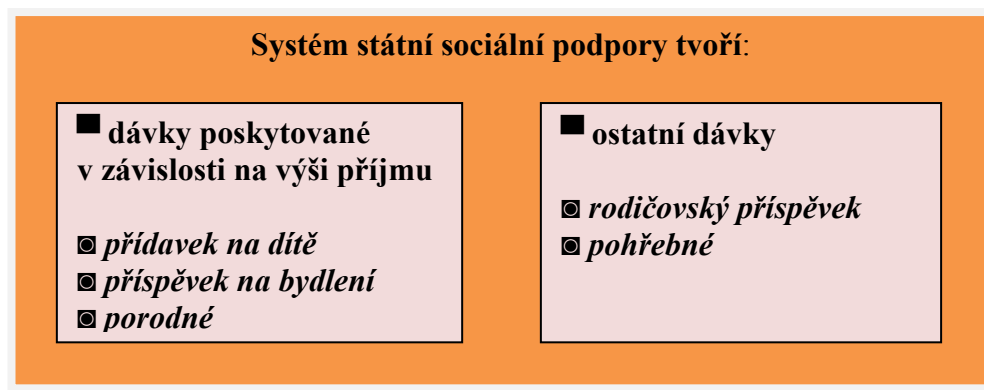 Systém státní sociální podpory tvoří:
▀ dávky poskytované
v závislosti na výši příjmu
◙ přídavek na dítě
◙ příspěvek na bydlení
◙ porodné
▀ ostatní dávky
◙ rodičovský příspěvek
◙ pohřebné